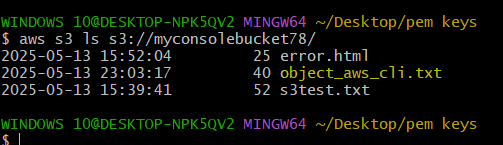 WINDOWS 10@DESKTOP-NPK5QV2 MINGW64 ~/Desktop/pem keys
$ aws s3 ls s3://myconsolebucket78/
2025-05-13 15:52:04         25 error.html
2025-05-13 23:03:17         40 object_aws_cli.txt
2025-05-13 15:39:41         52 s3test.txt
WINDOWS 10@DESKTOP-NPK5QV2 MINGW64 ~/Desktop/pem keys
$